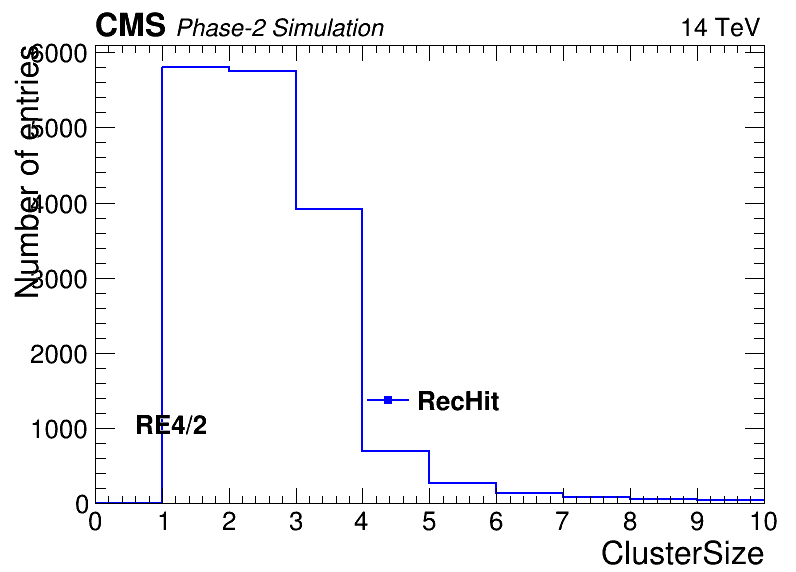 CMS Phase-2 Simulation 14 TeV
Number of entries
6000
5000
4000
3000
2000
1000
0
RE4/2
RecHit
0 1 2 3 4 5 6 7 8 9 10
ClusterSize